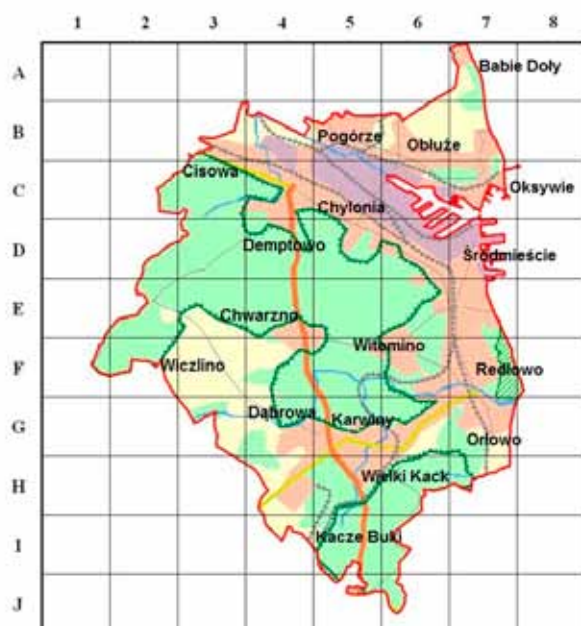 1 2 3 4 5 6 7 8
A
Babie Doły
B
Pogórze
Obłuże
C
Cisowa
Oksywie
Chylonia
D
Demptowo
Śródmieście
E
Chwarzno
Witomino
F
Wiczlino
Redłowo
Dąbrowa
G
Karwiny
Orłowo
H
Wielki Kack
I
Kacze Buki
J